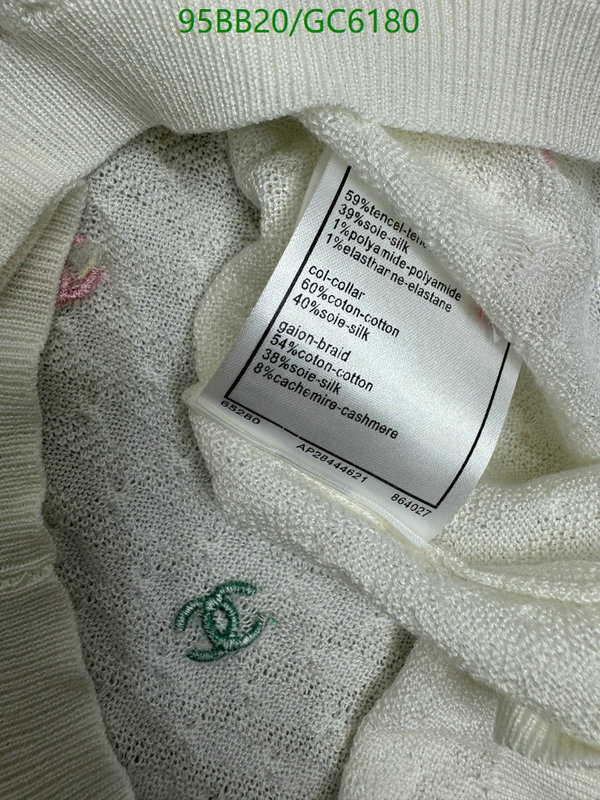 95BB20/GC6180
59%tencel-
39%soie-silk
1%polyamide-polyamide
1%elasthanne-elastane
col-collar
60%coton-cotton
40%soie-silk
galon-braid
54%coton-cotton
38%soie-silk
8%cachemire-cashmere
65280
AP28444621
864027